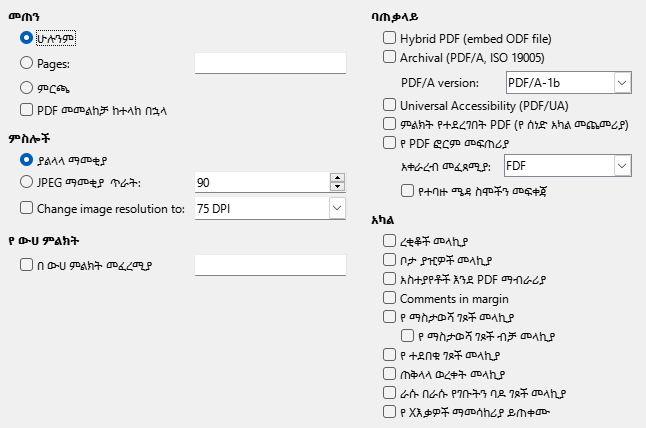 መጠን
ሁሉንም
Pages:
ምርጫ
PDF መመልከቻ ከተላከ በኋላ
ምስሎች
ያልላላ ማመቂያ
JPEG ማመቂያ ጥራት:
90
Change image resolution to:
75 DPI
የ ውሀ ምልክት
በ ውሀ ምልክት መፈረሚያ
ባጠቃላይ
Hybrid PDF (embed ODF file)
Archival (PDF/A, ISO 19005)
PDF/A version:
PDF/A-1b
Universal Accessibility (PDF/UA)
ምልክት የተደረገበት PDF (የ ሰነድ አካል መጨመሪያ)
የ PDF ፎርም መፍጠሪያ
አቀራረብ መፈጸሚያ:
FDF
የተባዙ ሜዳ ስሞችን መፍቀጃ
አካል
ረቂቆች መላኪያ
ቦታ ያዢዎች መላኪያ
አስተያየቶች እንደ PDF ማብራሪያ
Comments in margin
የ ማስታወሻ ገጾች መላኪያ
የ ማስታወሻ ገጾች ብቻ መላኪያ
የ ተደበቁ ገጾች መላኪያ
ጠቅላላ ወረቀት መላኪያ
ራሱ በራሱ የገቡትን ባዶ ገጾች መላኪያ
የ Xእቃዎች ማመሳከሪያ ይጠቀሙ